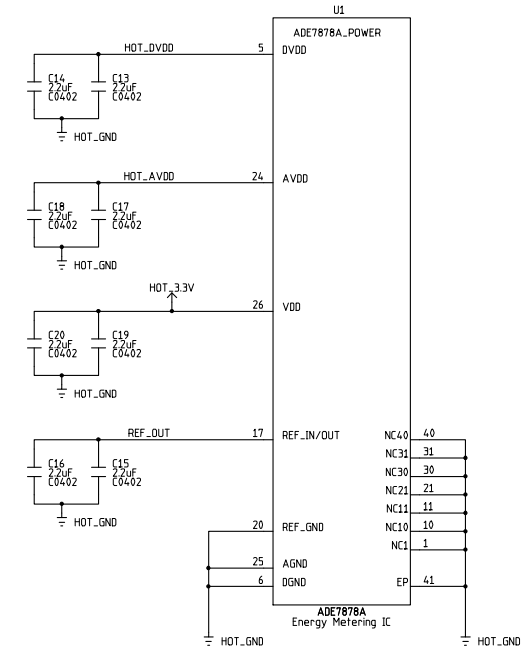 U1
ADE7878A_POWER
HOT_DVDD 5 DVDD
C14 C13
2.2uF 2.2uF
C0402 C0402
HOT_GND
HOT_AVDD 24 AVDD
C18 C17
2.2uF 2.2uF
C0402 C0402
HOT_GND
HOT_3.3V
26 VDD
C20 C19
2.2uF 2.2uF
C0402 C0402
HOT_GND
REF_OUT 17 REF_IN/OUT NC40 40
NC31 31
C16 C15
2.2uF 2.2uF
C0402 C0402
NC30 30
NC21 21
NC11 11
HOT_GND
20 REF_GND NC10 10
NC1 1
25 AGND
6 DGND EP 41
ADE7878A
Energy Metering IC
HOT_GND HOT_GND